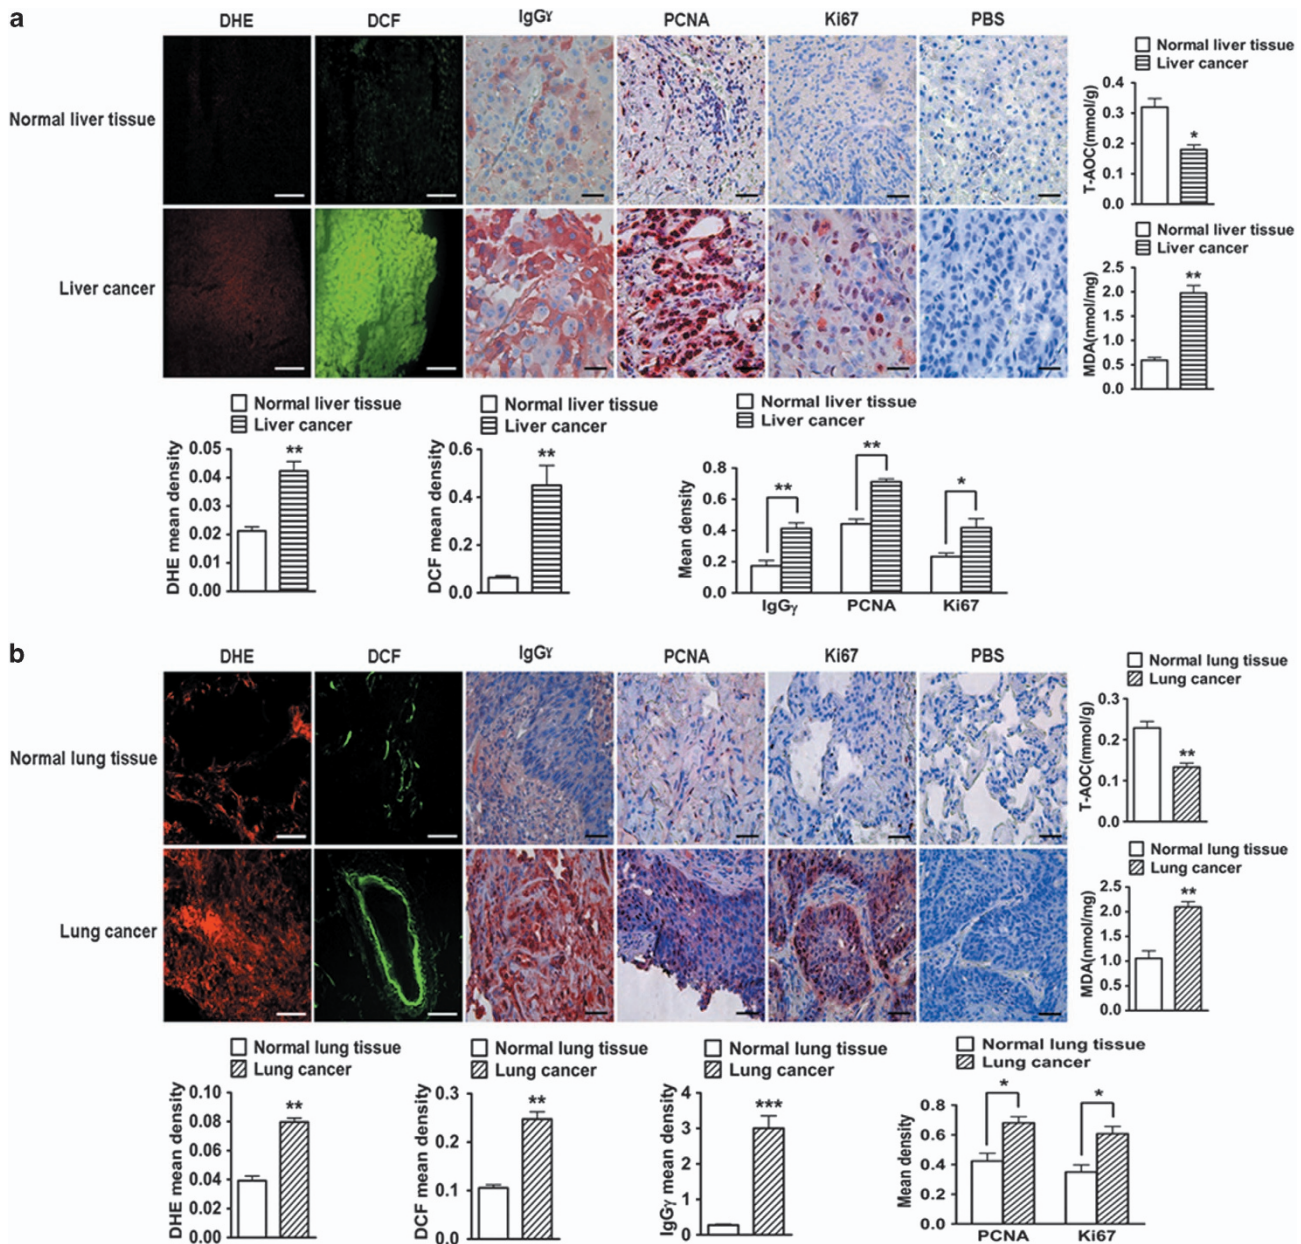 a
DHE DCF IgGγ PCNA Ki67 PBS
Normal liver tissue
Liver cancer
Normal liver tissue
Liver cancer
T-AOC(mmol/g)
0.4
0.3
0.2
0.1
0.0
*
Normal liver tissue
Liver cancer
MDA(nmol/mg)
2.5
2.0
1.5
1.0
0.5
0.0
**
Normal liver tissue
Liver cancer
DHE mean density
0.05
0.04
0.03
0.02
0.01
0.00
**
Normal liver tissue
Liver cancer
DCF mean density
0.6
0.4
0.2
0.0
**
Normal liver tissue
Liver cancer
Mean density
0.8
0.6
0.4
0.2
0.0
** ** *
IgGγ PCNA Ki67
b
DHE DCF IgGγ PCNA Ki67 PBS
Normal lung tissue
Lung cancer
Normal lung tissue
Lung cancer
T-AOC(mmol/g)
0.3
0.2
0.1
0.0
**
Normal lung tissue
Lung cancer
MDA(nmol/mg)
2.5
2.0
1.5
1.0
0.5
0.0
**
Normal lung tissue
Lung cancer
DHE mean density
0.10
0.08
0.06
0.04
0.02
0.00
**
Normal lung tissue
Lung cancer
DCF mean density
0.3
0.2
0.1
0.0
**
Normal lung tissue
Lung cancer
IgGγ mean density
4
3
2
1
0
***
Normal lung tissue
Lung cancer
Mean density
0.8
0.6
0.4
0.2
0.0
* *
PCNA Ki67